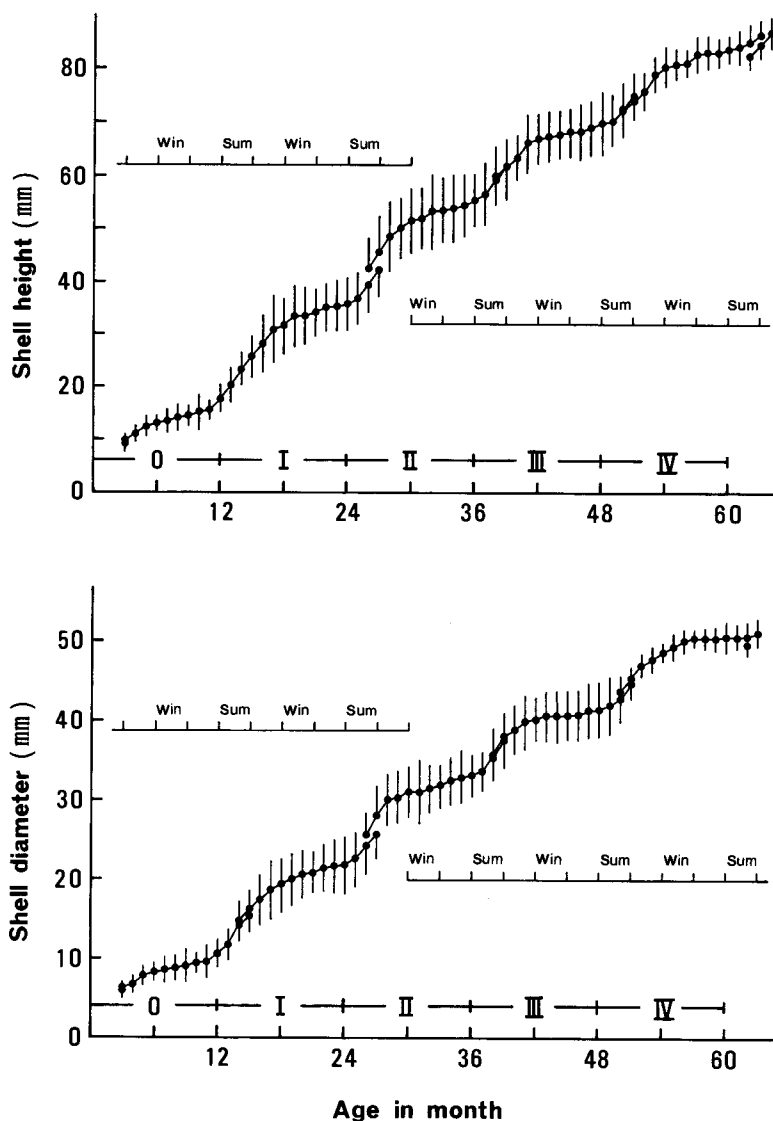 80
60
40
20
0
Shell height (mm)
Win Sum Win Sum
Win Sum Win Sum Win Sum
0 I II III IV
12 24 36 48 60
50
40
30
20
10
0
Shell diameter (mm)
Win Sum Win Sum
Win Sum Win Sum Win Sum
0 I II III IV
12 24 36 48 60
Age in month